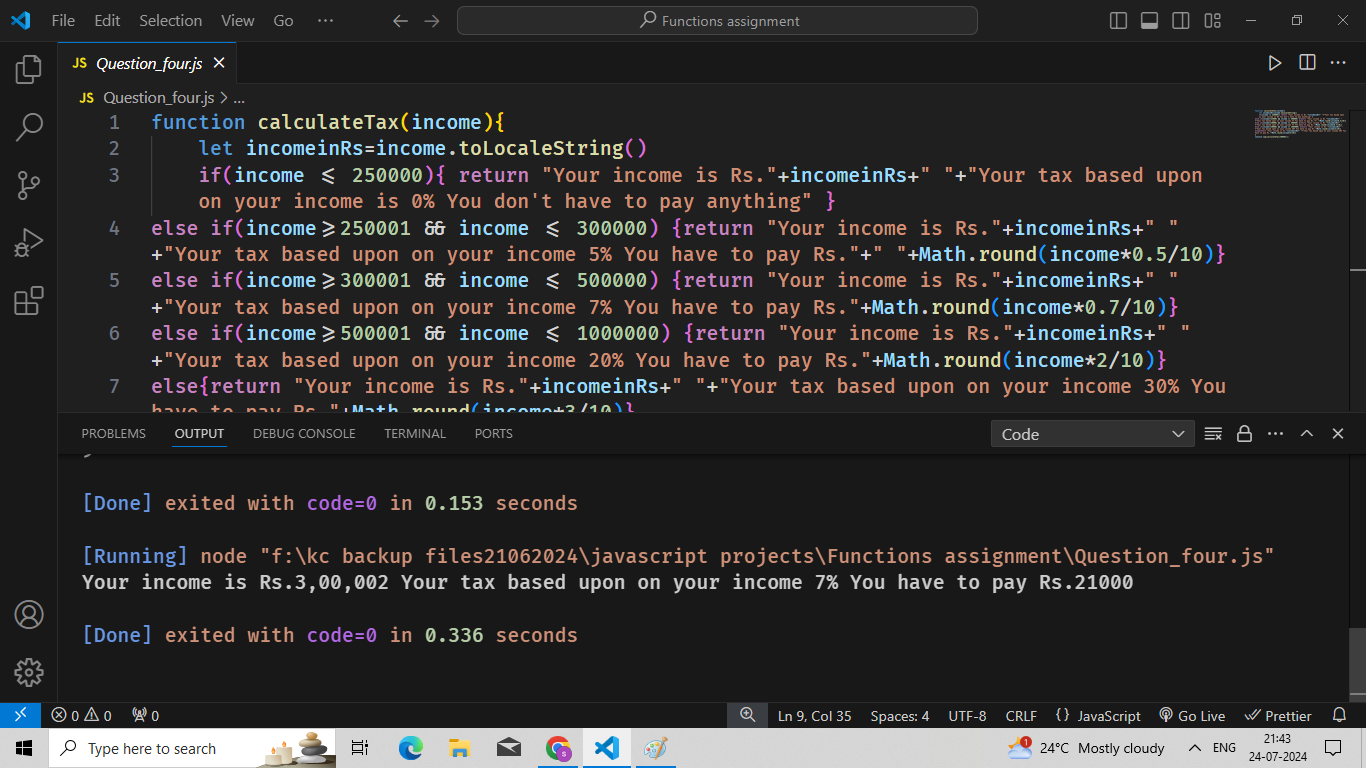 File Edit Selection View Go ··· Functions assignment
JS Question_four.js
JS Question_four.js > ...
1 function calculateTax(income){
2 let incomeinRs=income.toLocaleString()
3 if(income <= 250000){ return "Your income is Rs."+incomeinRs+" "+"Your tax based upon
on your income is 0% You don't have to pay anything" }
4 else if(income>=250001 && income <= 300000) {return "Your income is Rs."+incomeinRs+" "
+"Your tax based upon on your income 5% You have to pay Rs."+" "+Math.round(income*0.5/10)}
5 else if(income>=300001 && income <= 500000) {return "Your income is Rs."+incomeinRs+" "
+"Your tax based upon on your income 7% You have to pay Rs."+Math.round(income*0.7/10)}
6 else if(income>=500001 && income <= 1000000) {return "Your income is Rs."+incomeinRs+" "
+"Your tax based upon on your income 20% You have to pay Rs."+Math.round(income*2/10)}
7 else{return "Your income is Rs."+incomeinRs+" "+"Your tax based upon on your income 30% You
have to pay Rs."+Math.round(income*3/10)}
PROBLEMS OUTPUT DEBUG CONSOLE TERMINAL PORTS Code
[Done] exited with code=0 in 0.153 seconds
[Running] node "f:\kc backup files21062024\javascript projects\Functions assignment\Question_four.js"
Your income is Rs.3,00,002 Your tax based upon on your income 7% You have to pay Rs.21000
[Done] exited with code=0 in 0.336 seconds
0 0 0 Ln 9, Col 35 Spaces: 4 UTF-8 CRLF {} JavaScript Go Live Prettier
Type here to search 24°C Mostly cloudy ENG 21:43
24-07-2024